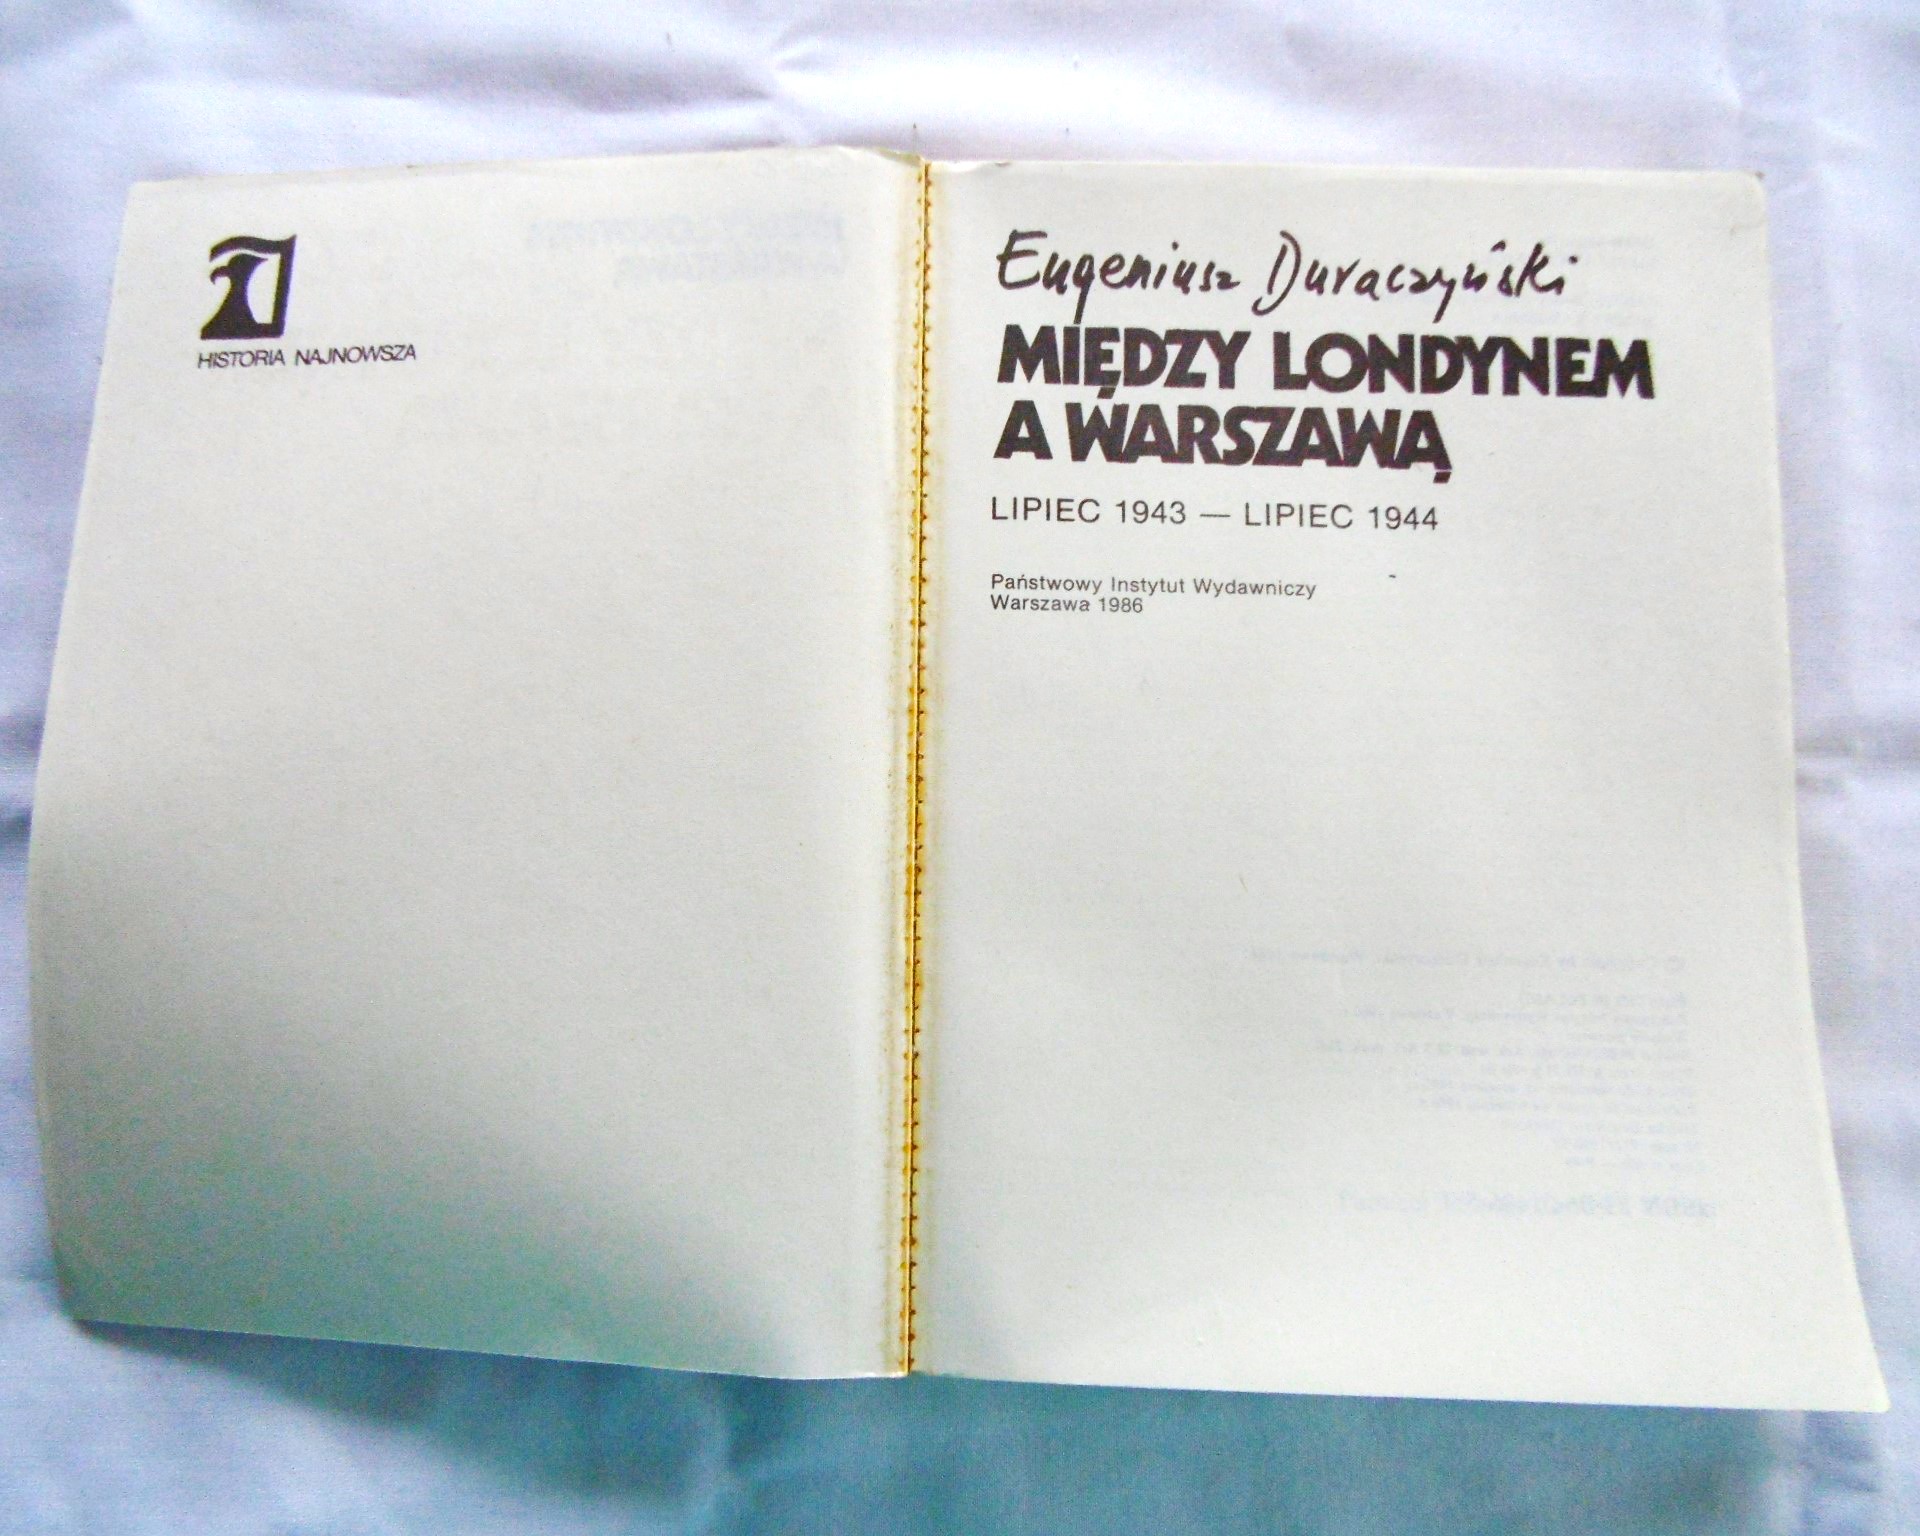 HISTORIA NAJNOWSZA
Eugeniusz Duraczyński
MIĘDZY LONDYNEM
A WARSZAWĄ
LIPIEC 1943 — LIPIEC 1944
Państwowy Instytut Wydawniczy
Warszawa 1986